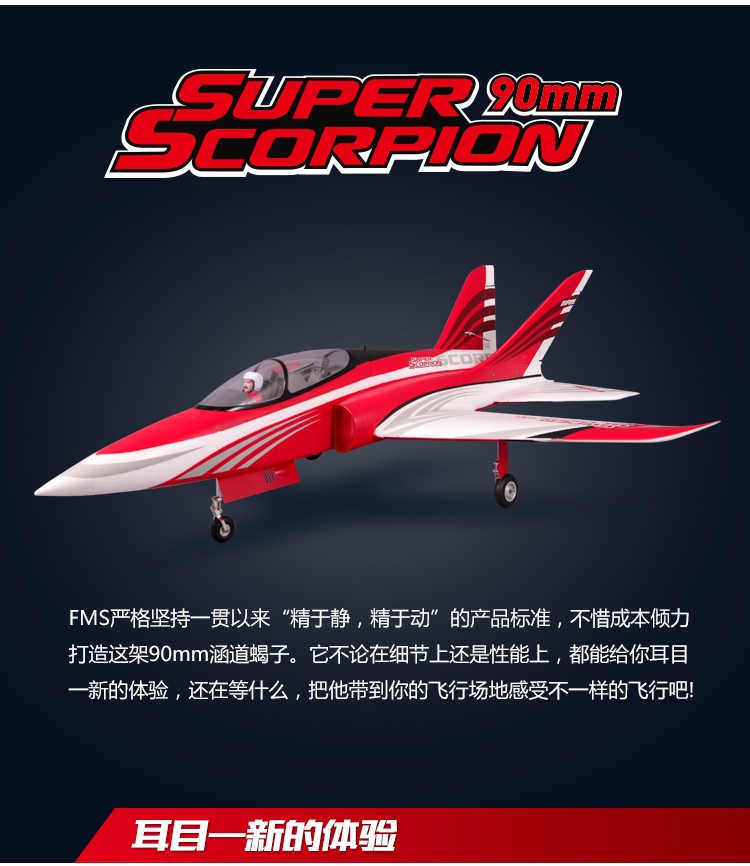 SUPER 90mm
SCORPION
SUPER
SCORPION
SCOR
FMS严格坚持一贯以来“精于静，精于动”的产品标准，不惜成本倾力
打造这架90mm涵道蝎子。它不论在细节上还是性能上，都能给你耳目
一新的体验，还在等什么，把他带到你的飞行场地感受不一样的飞行吧!
耳目一新的体验